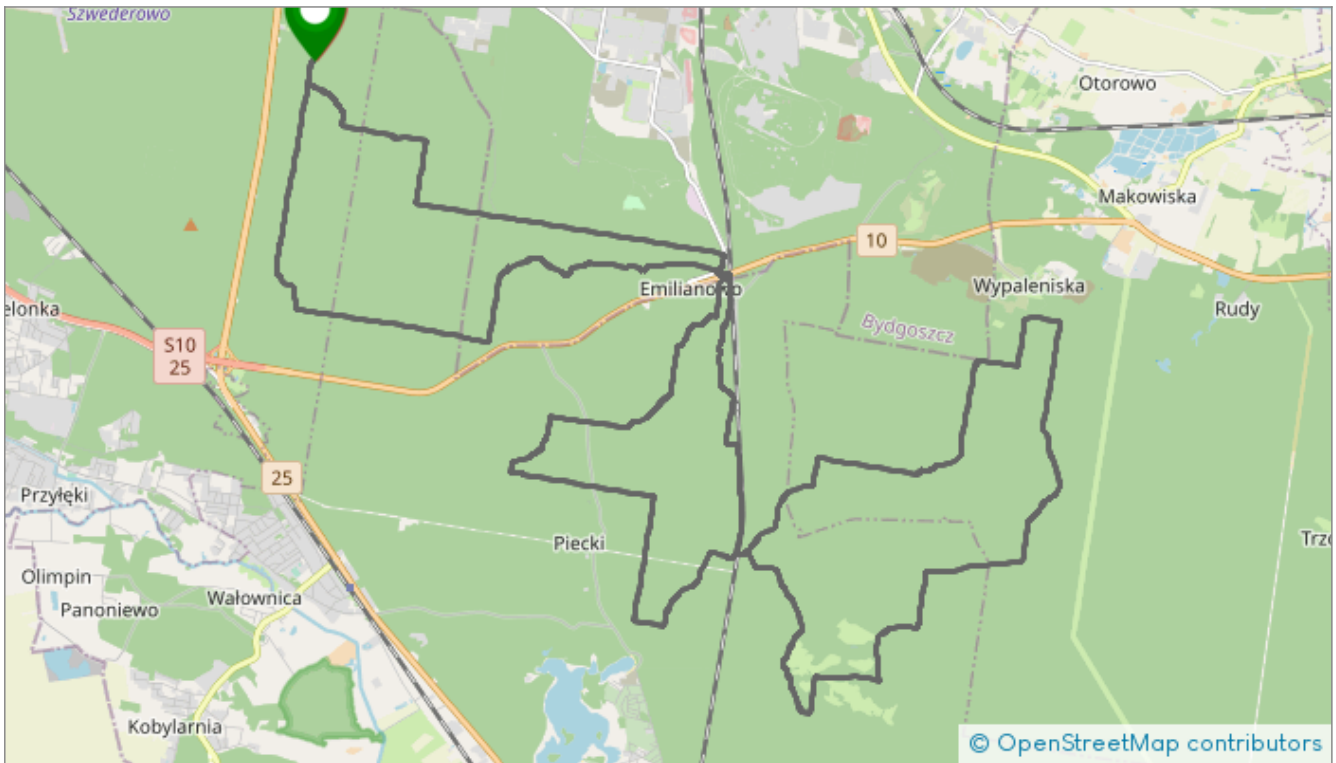 Szwederowo
Otorowo
Makowiska
10
Emilianowo
Wypaleniska
elonka
Rudy
Bydgoszcz
S10
25
25
Przyłęki
Piecki
Trzc
Olimpin
Wałownica
Panoniewo
Kobylarnia
© OpenStreetMap contributors